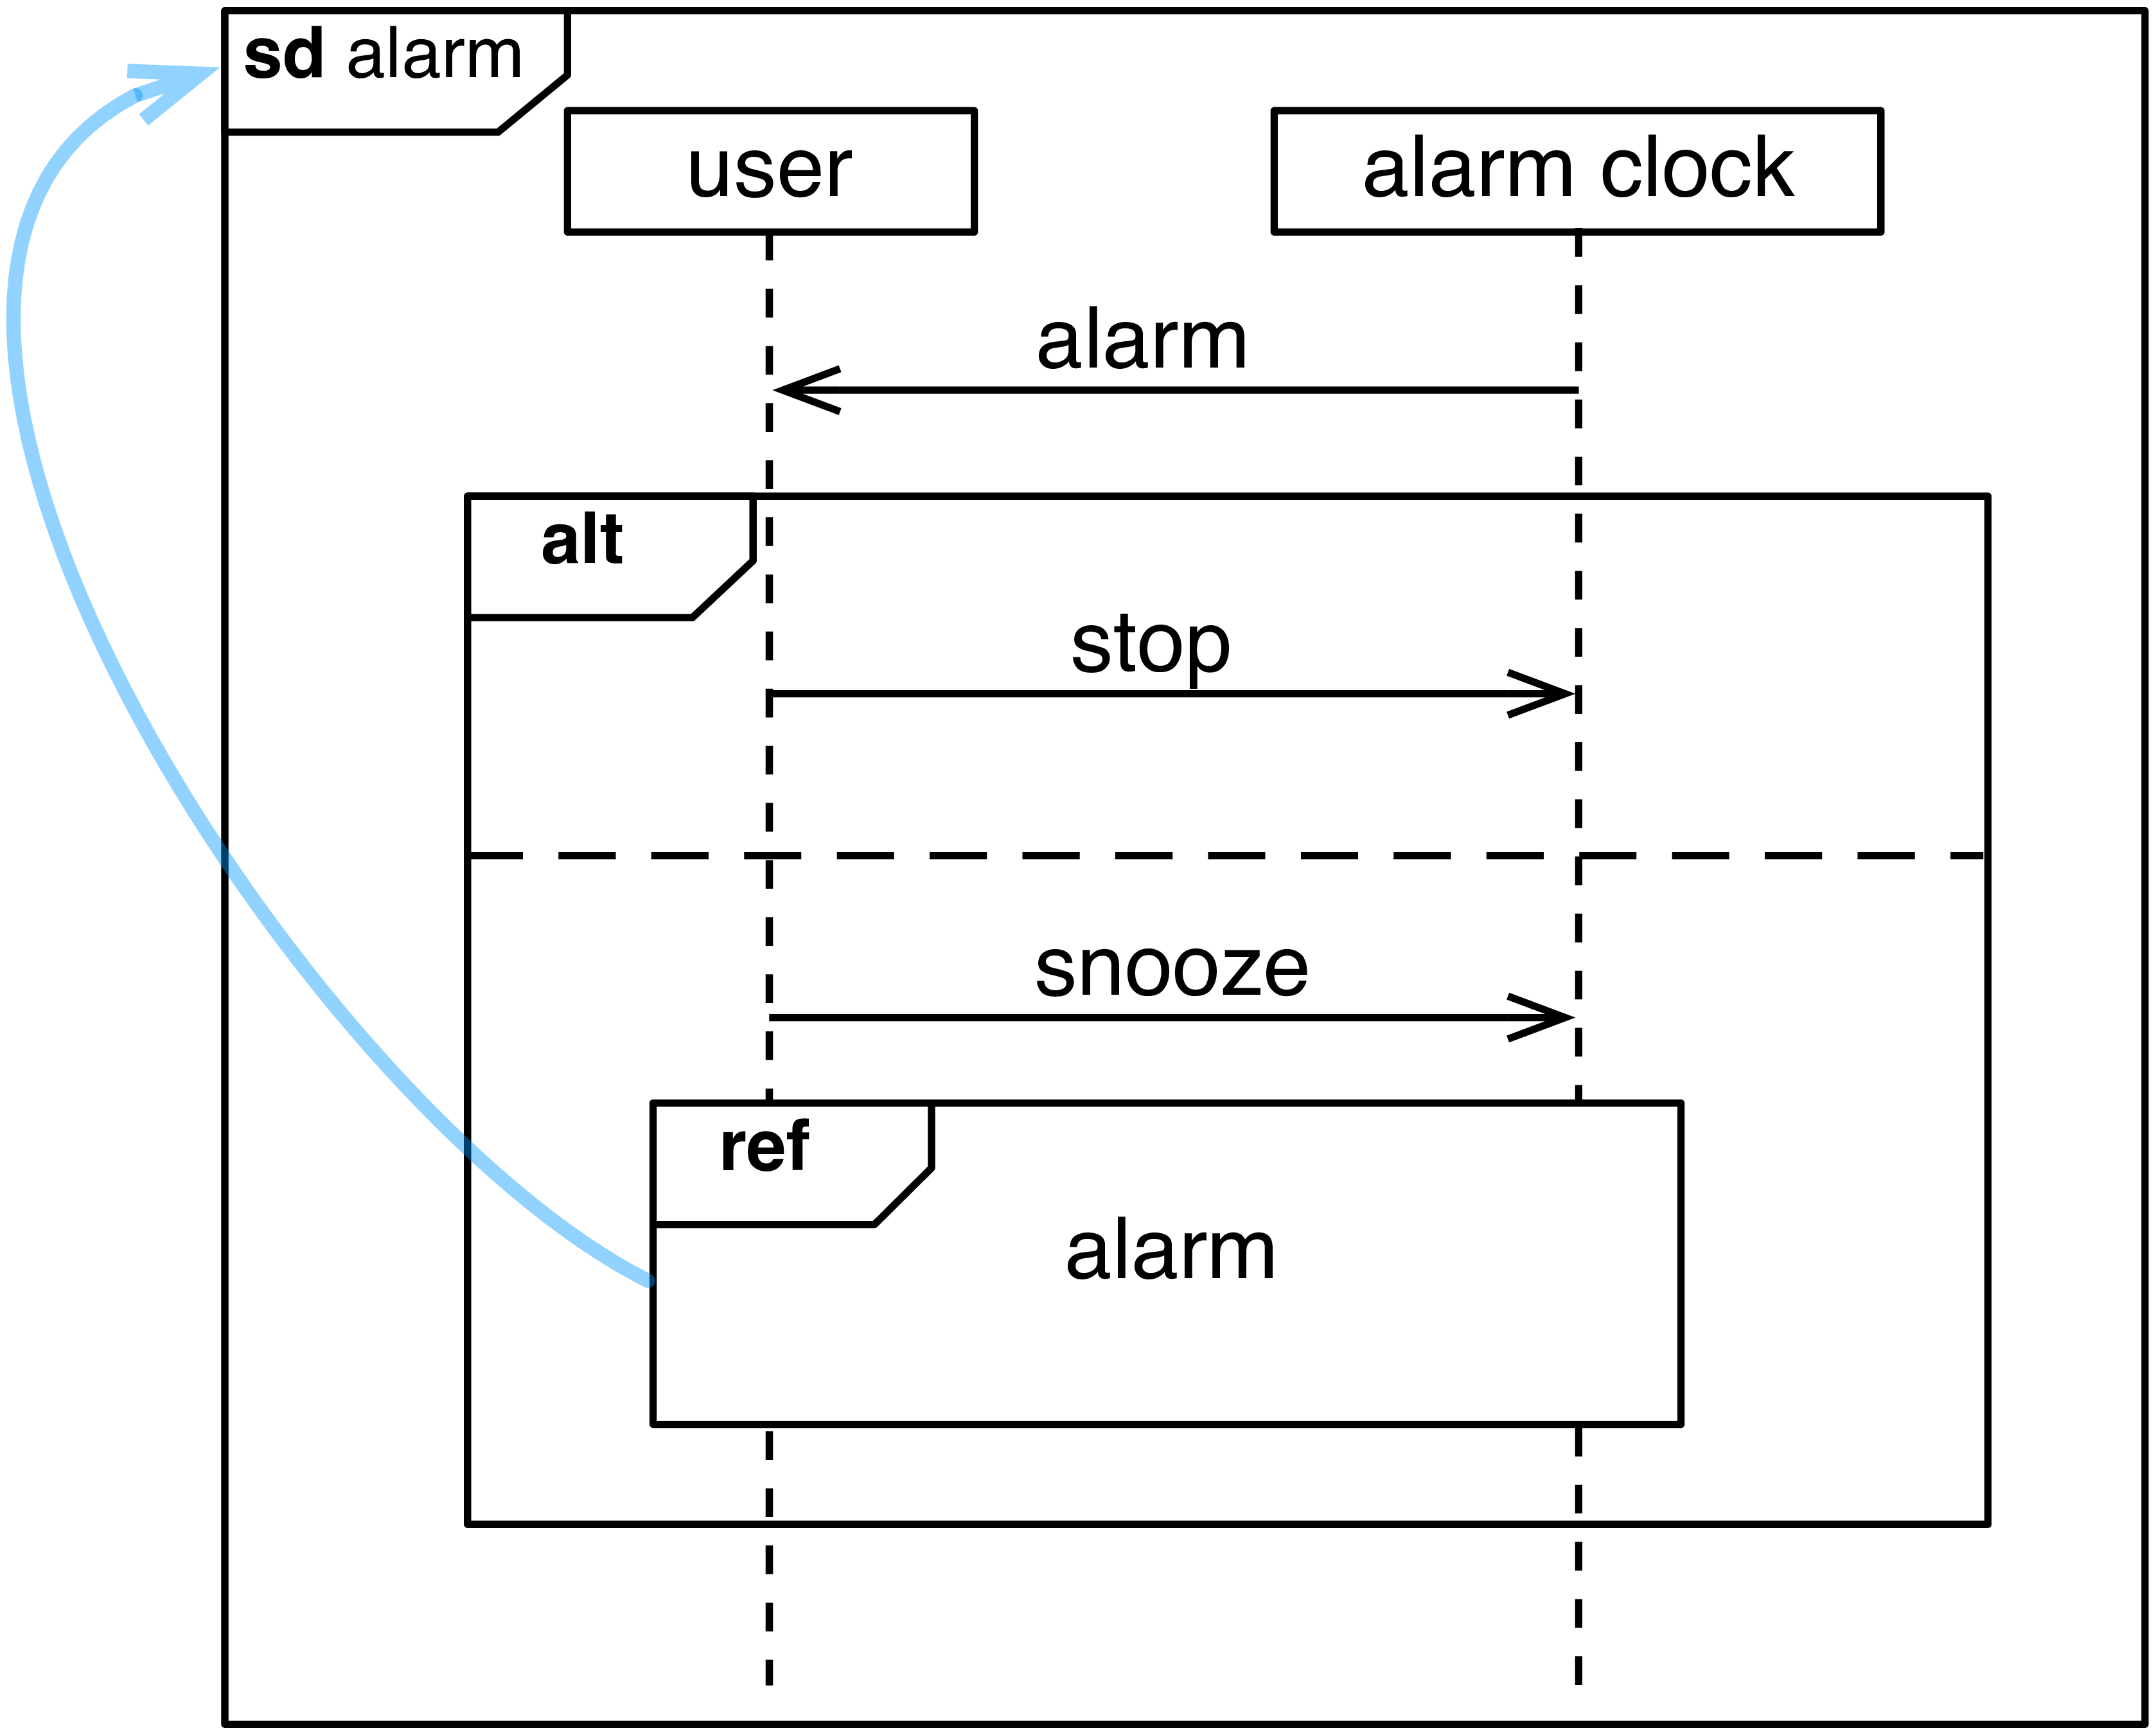 sd alarm
user
alarm clock
alarm
alt
stop
snooze
ref
alarm